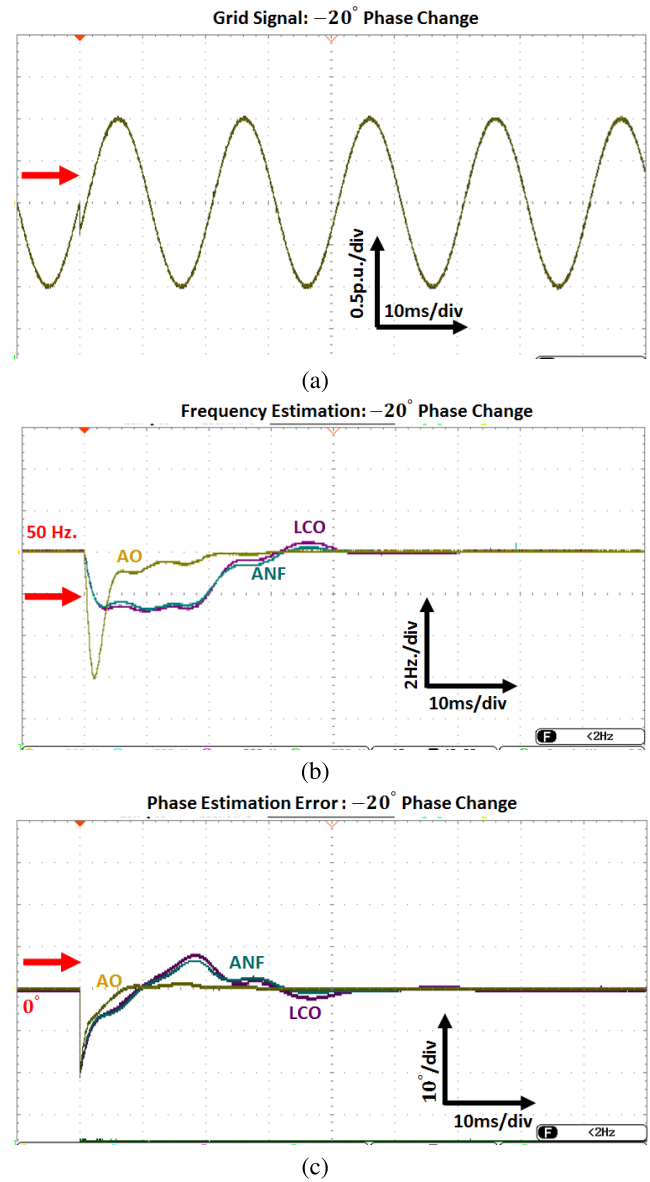 Grid Signal: −20° Phase Change
0.5p.u./div
10ms/div
(a)
Frequency Estimation: −20° Phase Change
50 Hz.
AO
LCO
ANF
2Hz./div
10ms/div
F <2Hz
(b)
Phase Estimation Error : −20° Phase Change
AO
ANF
0°
LCO
10°/div
10ms/div
F <2Hz
(c)